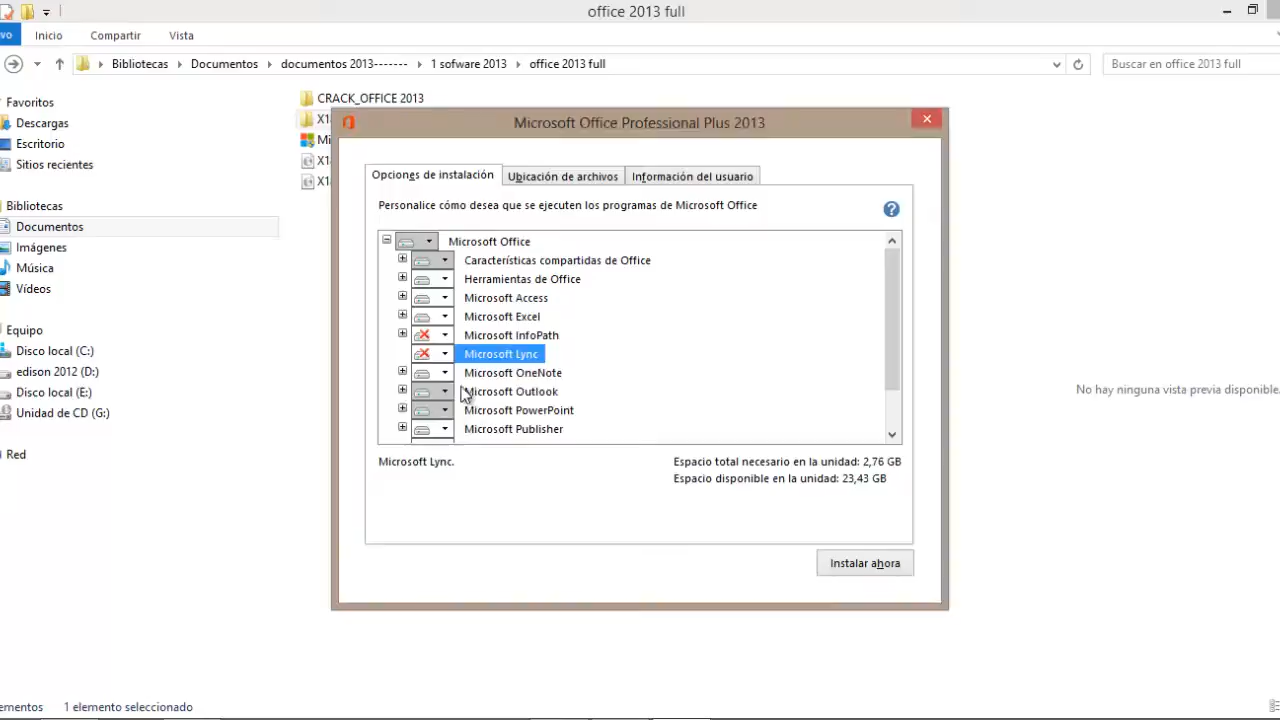 office 2013 full
vo Inicio Compartir Vista
Bibliotecas Documentos documentos 2013------- 1 sofware 2013 office 2013 full
Buscar en office 2013 full
Favoritos
Descargas
Escritorio
Sitios recientes
Bibliotecas
Documentos
Imágenes
Música
Vídeos
Equipo
Disco local (C:)
edison 2012 (D:)
Disco local (E:)
Unidad de CD (G:)
Red
CRACK_OFFICE 2013
X1
Mi
X1
X1
Microsoft Office Professional Plus 2013
Opciones de instalación Ubicación de archivos Información del usuario
Personalice cómo desea que se ejecuten los programas de Microsoft Office
Microsoft Office
Características compartidas de Office
Herramientas de Office
Microsoft Access
Microsoft Excel
Microsoft InfoPath
Microsoft Lync
Microsoft OneNote
Microsoft Outlook
Microsoft PowerPoint
Microsoft Publisher
Microsoft Lync.
Espacio total necesario en la unidad: 2,76 GB
Espacio disponible en la unidad: 23,43 GB
Instalar ahora
No hay ninguna vista previa disponible.
ementos 1 elemento seleccionado